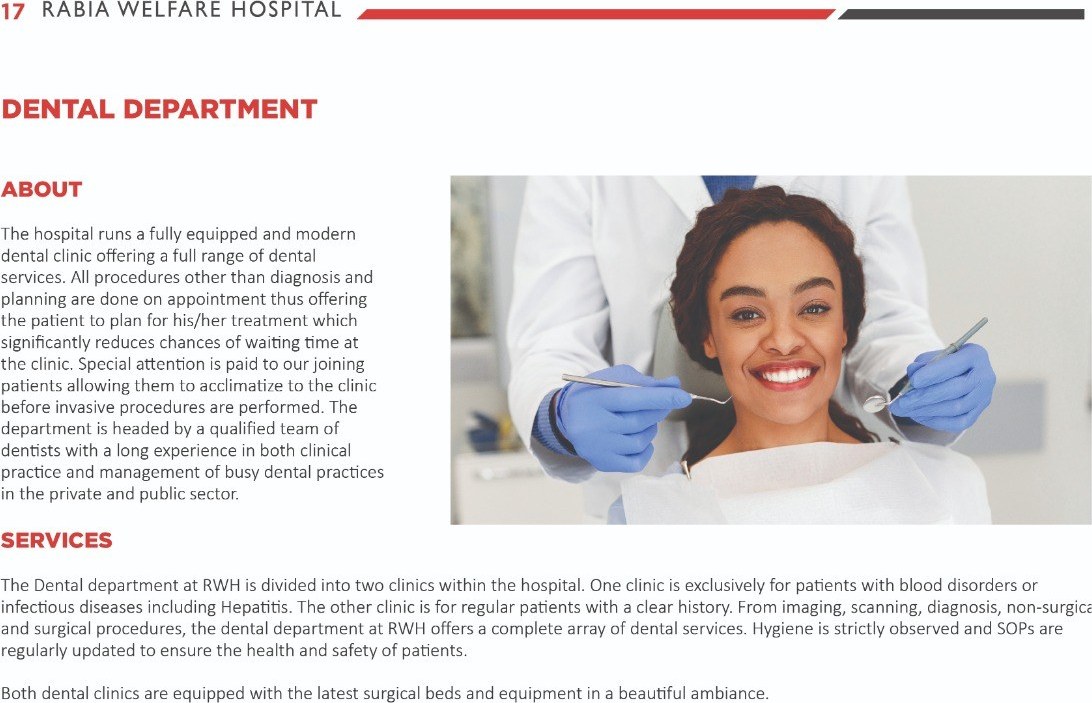 17 RABIA WELFARE HOSPITAL
DENTAL DEPARTMENT
ABOUT
The hospital runs a fully equipped and modern
dental clinic offering a full range of dental
services. All procedures other than diagnosis and
planning are done on appointment thus offering
the patient to plan for his/her treatment which
significantly reduces chances of waiting time at
the clinic. Special attention is paid to our joining
patients allowing them to acclimatize to the clinic
before invasive procedures are performed. The
department is headed by a qualified team of
dentists with a long experience in both clinical
practice and management of busy dental practices
in the private and public sector.
SERVICES
The Dental department at RWH is divided into two clinics within the hospital. One clinic is exclusively for patients with blood disorders or
infectious diseases including Hepatitis. The other clinic is for regular patients with a clear history. From imaging, scanning, diagnosis, non-surgica
and surgical procedures, the dental department at RWH offers a complete array of dental services. Hygiene is strictly observed and SOPs are
regularly updated to ensure the health and safety of patients.
Both dental clinics are equipped with the latest surgical beds and equipment in a beautiful ambiance.